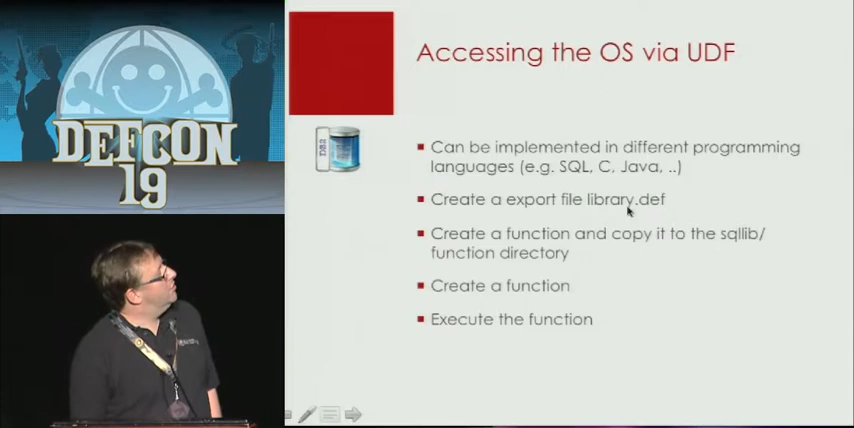 DEFCON
19
Accessing the OS via UDF
DB2
Can be implemented in different programming
languages (e.g. SQL, C, Java, ..)
Create a export file library.def
Create a function and copy it to the sqllib/
function directory
Create a function
Execute the function